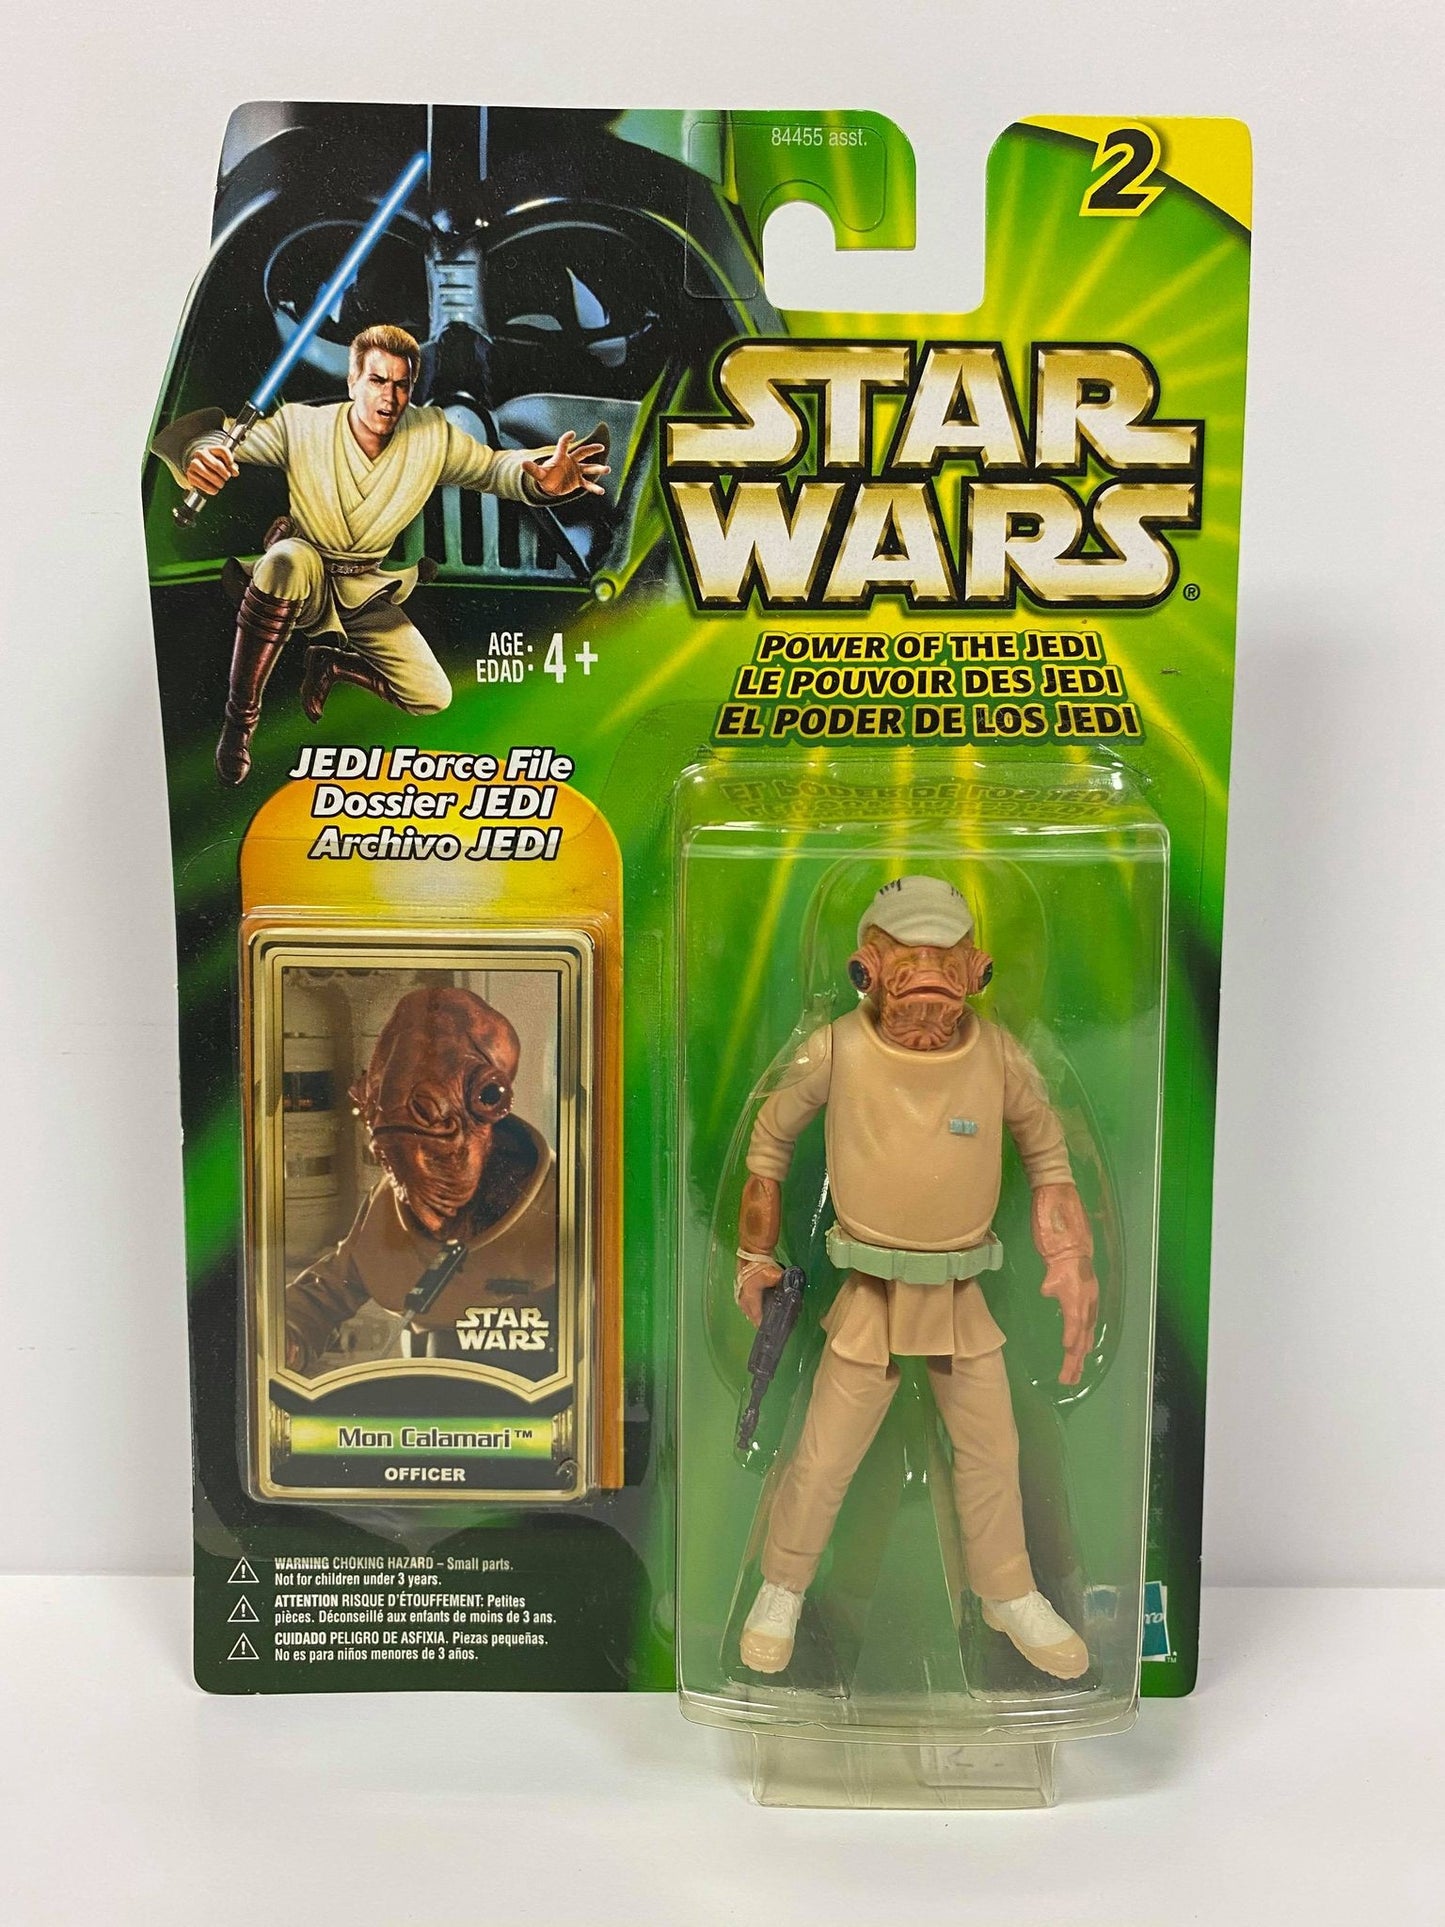 84455 asst.
2
STAR
WARS®
POWER OF THE JEDI
LE POUVOIR DES JEDI
EL PODER DE LOS JEDI
AGE:
EDAD: 4+
JEDI Force File
Dossier JEDI
Archivo JEDI
STAR
WARS
Mon Calamari™
OFFICER
WARNING CHOKING HAZARD – Small parts.
Not for children under 3 years.
ATTENTION RISQUE D'ÉTOUFFEMENT: Petites
pièces. Déconseillé aux enfants de moins de 3 ans.
CUIDADO PELIGRO DE ASFIXIA. Piezas pequeñas.
No es para niños menores de 3 años.
TM